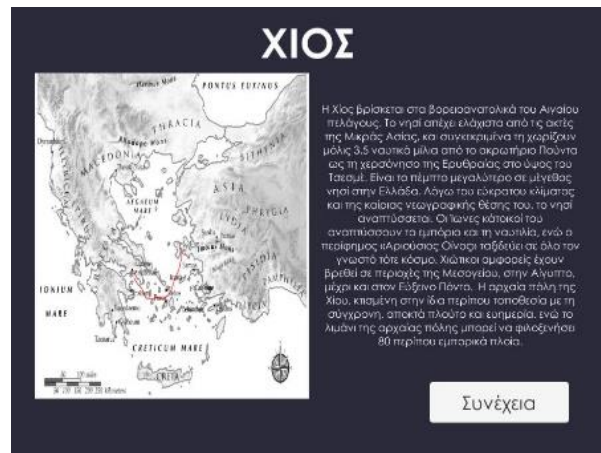 ΧΙΟΣ
PONTUS EUXINUS
THRACIA
MACEDONIA
BITHYNIA
AEGAEUM
MARE
ASIA
PHRYGIA
LYDIA
PISIDIA
IONIUM
MARE
CRETICUM MARE
CRETA
Η Χίος βρίσκεται στα βορειοανατολικά του Αιγαίου
πελάγους. Το νησί απέχει ελάχιστα από τις ακτές
της Μικράς Ασίας, και συγκεκριμένα τη χωρίζουν
μόλις 3,5 ναυτικά μίλια από το ακρωτήριο Πούντα
ως τη χερσόνησο της Ερυθραίας στο ύψος του
Τσεσμέ. Είναι το πέμπτο μεγαλύτερο σε μέγεθος
νησί στην Ελλάδα. Λόγω του εύκρατου κλίματος
και της καίριας γεωγραφικής θέσης του, το νησί
αναπτύσσεται. Οι Ίωνες κάτοικοί του
αναπτύσσουν το εμπόριο και τη ναυτιλία, ενώ ο
περίφημος «Αριούσιος Οίνος» ταξιδεύει σε όλο τον
γνωστό τότε κόσμο. Χιώτικοι αμφορείς έχουν
βρεθεί σε περιοχές της Μεσογείου, στην Αίγυπτο,
μέχρι και στον Εύξεινο Πόντο. Η αρχαία πόλη της
Χίου, κτισμένη στην ίδια περίπου τοποθεσία με τη
σύγχρονη, αποκτά πλούτο και ευημερία, ενώ το
λιμάνι της αρχαίας πόλης μπορεί να φιλοξενήσει
80 περίπου εμπορικά πλοία.
Συνέχεια